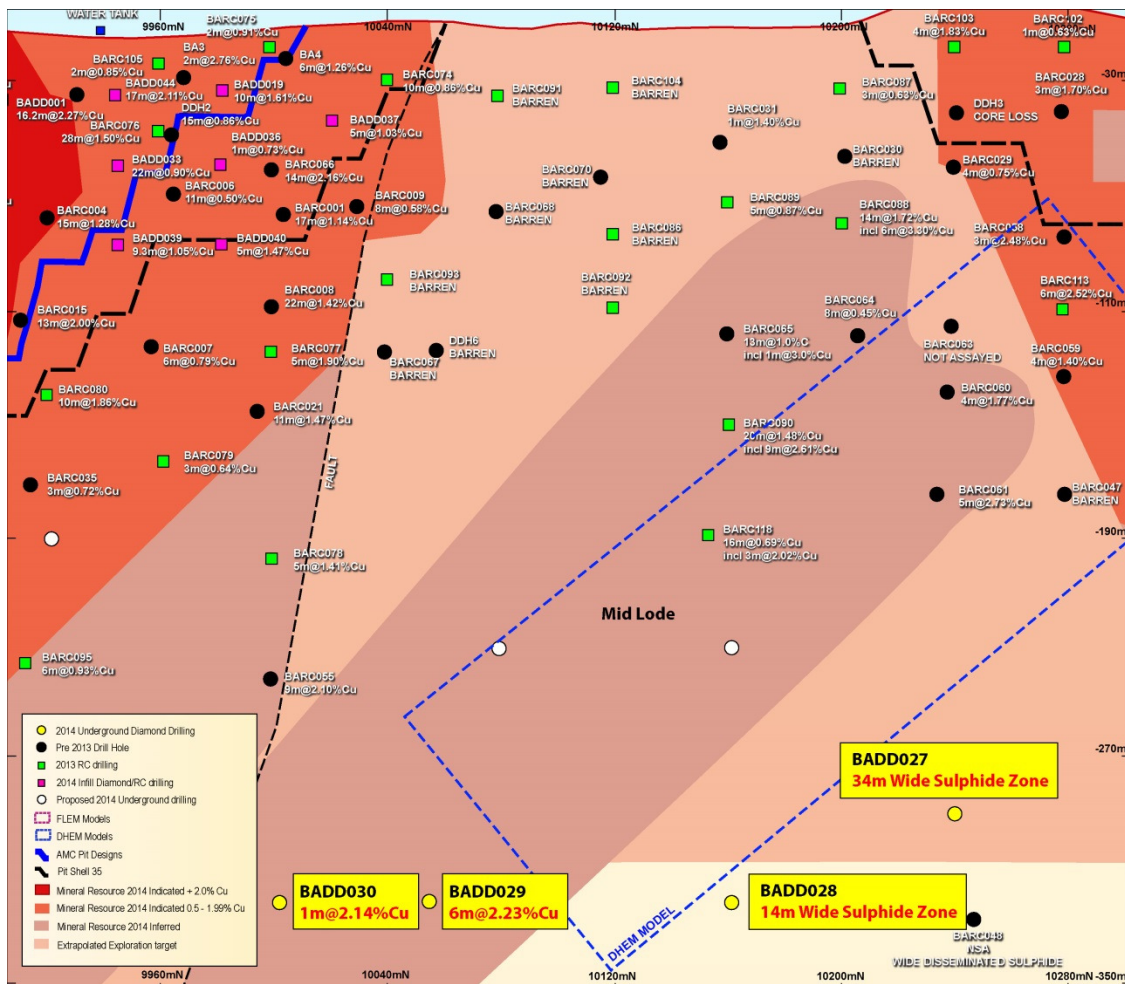 9960mN
10040mN
10120mN
10200mN
10280mN
WATER TANK
BARC075
2m@0.91%Cu
BA3
2m@2.76%Cu
BA4
6m@1.26%Cu
BARC105
2m@0.85%Cu
BADD044
17m@2.11%Cu
BADD019
10m@1.61%Cu
BADD001
16.2m@2.27%Cu
DDH2
15m@0.86%Cu
BARC076
28m@1.50%Cu
BADD036
1m@0.73%Cu
BADD037
5m@1.03%Cu
BARC074
10m@0.86%Cu
BARC091
BARREN
BARC104
BARREN
BARC087
3m@0.63%Cu
BARC103
4m@1.83%Cu
BARC102
1m@0.63%Cu
-30m
BARC028
3m@1.70%Cu
DDH3
CORE LOSS
BARC031
1m@1.40%Cu
BARC030
BARREN
BARC029
4m@0.75%Cu
BADD033
22m@0.90%Cu
BARC066
14m@2.16%Cu
BARC070
BARREN
BARC006
11m@0.50%Cu
BARC001
17m@1.14%Cu
BARC009
8m@0.58%Cu
BARC068
BARREN
BARC089
5m@0.87%Cu
BARC088
14m@1.72%Cu
incl 6m@3.30%Cu
BARC004
15m@1.28%Cu
BADD039
9.3m@1.05%Cu
BADD040
5m@1.47%Cu
BARC086
BARREN
3m@2.48%Cu
BARC093
BARREN
BARC092
BARREN
BARC113
6m@2.52%Cu
-110m
BARC008
22m@1.42%Cu
BARC064
8m@0.45%Cu
BARC015
13m@2.00%Cu
BARC007
6m@0.79%Cu
BARC077
5m@1.90%Cu
BARC067
BARREN
DDH6
BARREN
BARC065
13m@1.0%C
incl 1m@3.0%Cu
BARC063
NOT ASSAYED
BARC059
4m@1.40%Cu
BARC080
10m@1.86%Cu
BARC060
4m@1.77%Cu
BARC021
11m@1.47%Cu
BARC090
20m@1.48%Cu
incl 9m@2.61%Cu
BARC079
3m@0.64%Cu
FAULT
BARC035
3m@0.72%Cu
BARC061
5m@2.73%Cu
BARC047
BARREN
BARC118
16m@0.69%Cu
incl 3m@2.02%Cu
-190m
BARC078
5m@1.41%Cu
Mid Lode
BARC095
6m@0.93%Cu
BARC055
9m@2.10%Cu
-270m
BADD027
34m Wide Sulphide Zone
BADD030
1m@2.14%Cu
BADD029
6m@2.23%Cu
BADD028
14m Wide Sulphide Zone
DHEM MODEL
BARC048
NSA
WIDE DISSEMINATED SULPHIDE
2014 Underground Diamond Drilling
Pre 2013 Drill Hole
2013 RC drilling
2014 Infill Diamond/RC drilling
Proposed 2014 Underground drilling
FLEM Models
DHEM Models
AMC Pit Designs
Pit Shell 35
Mineral Resource 2014 Indicated + 2.0% Cu
Mineral Resource 2014 Indicated 0.5 - 1.99% Cu
Mineral Resource 2014 Inferred
Extrapolated Exploration target
9960mN
10040mN
10120mN
10200mN
10280mN
-350m